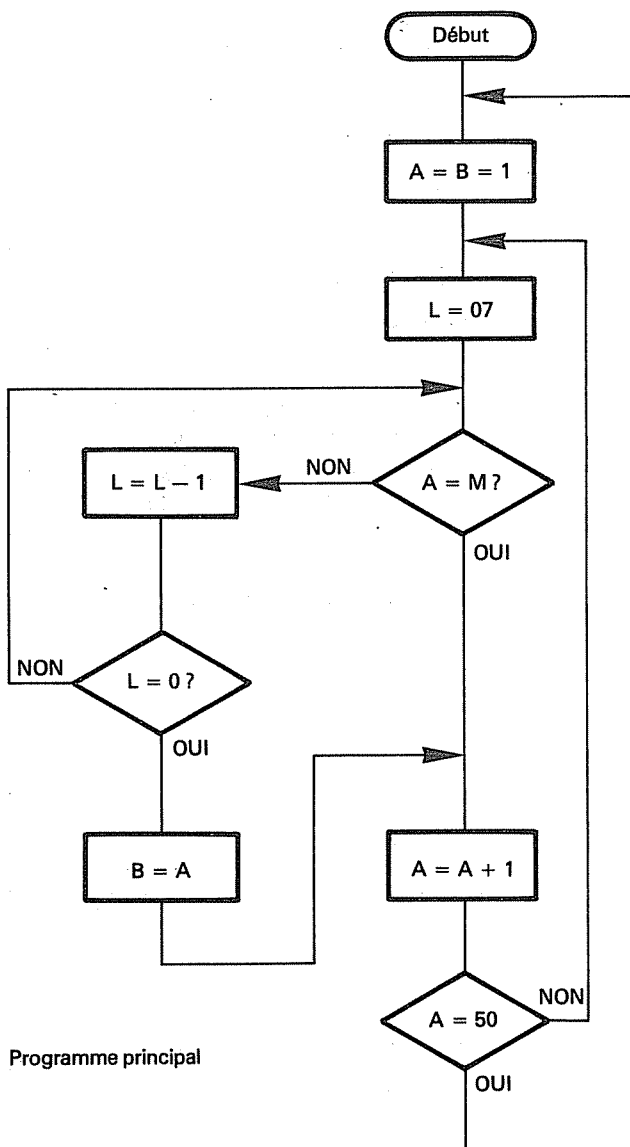 Début
A = B = 1
L = 07
A = M ?
NON
OUI
L = L – 1
L = 0 ?
NON
OUI
B = A
A = A + 1
A = 50
NON
OUI
Programme principal